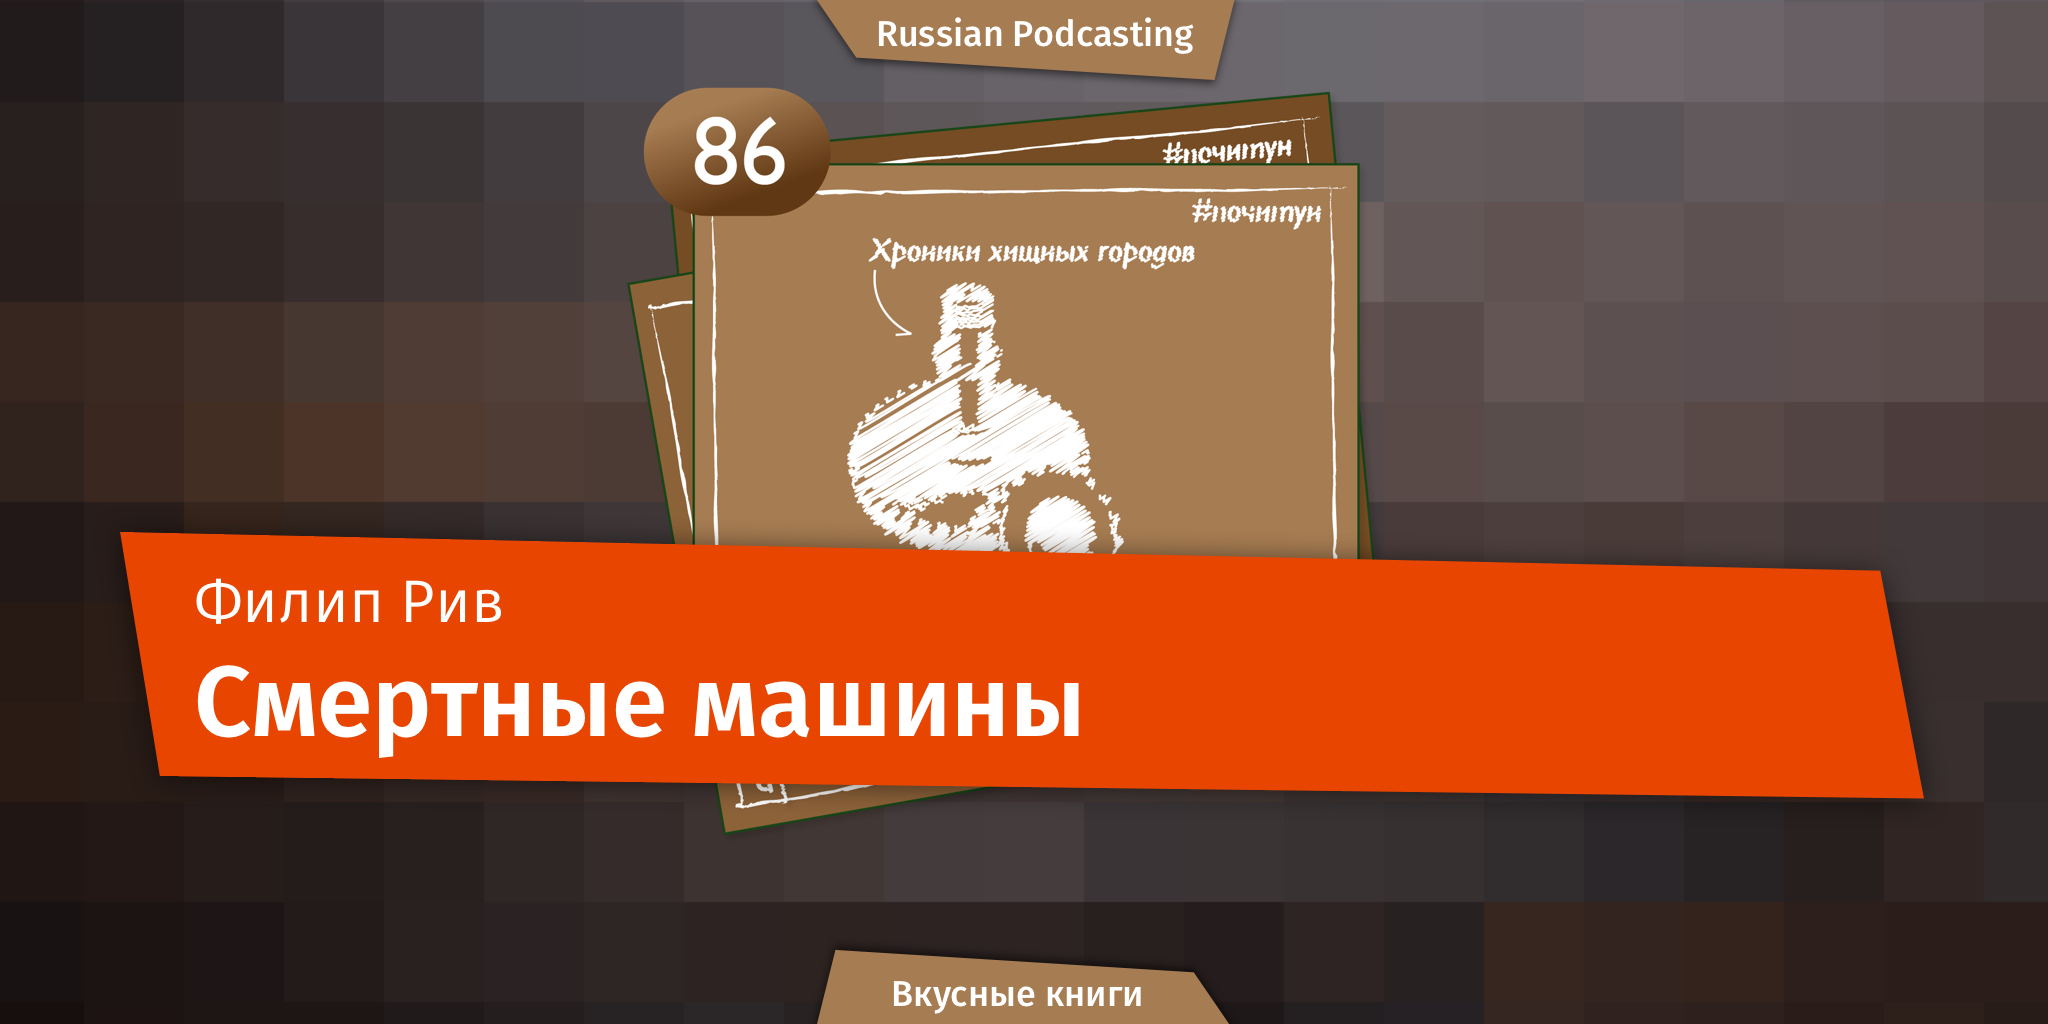 Russian Podcasting
86
#почитун
#почитун
Хроники хищных городов
Филип Рив
Смертные машины
Вкусные книги